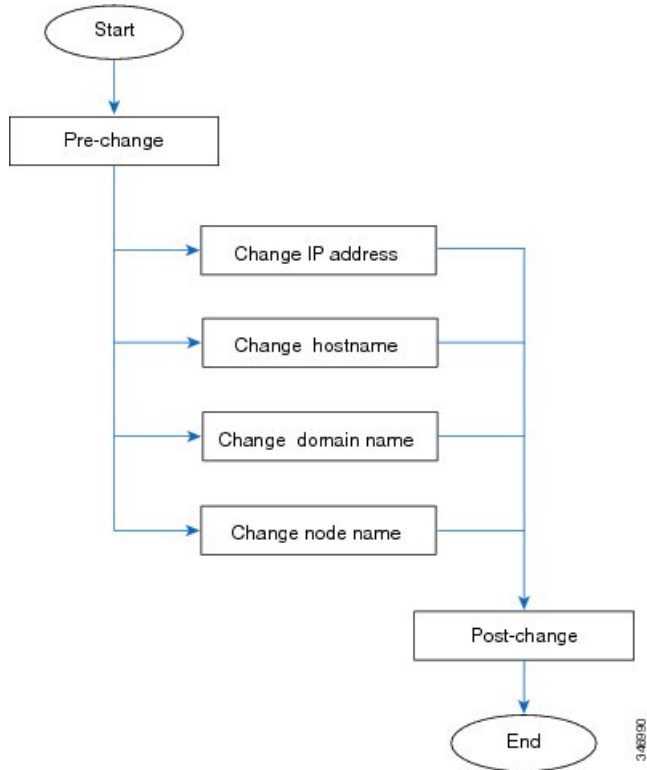 Start
Pre-change
Change IP address
Change hostname
Change domain name
Change node name
Post-change
End
346990